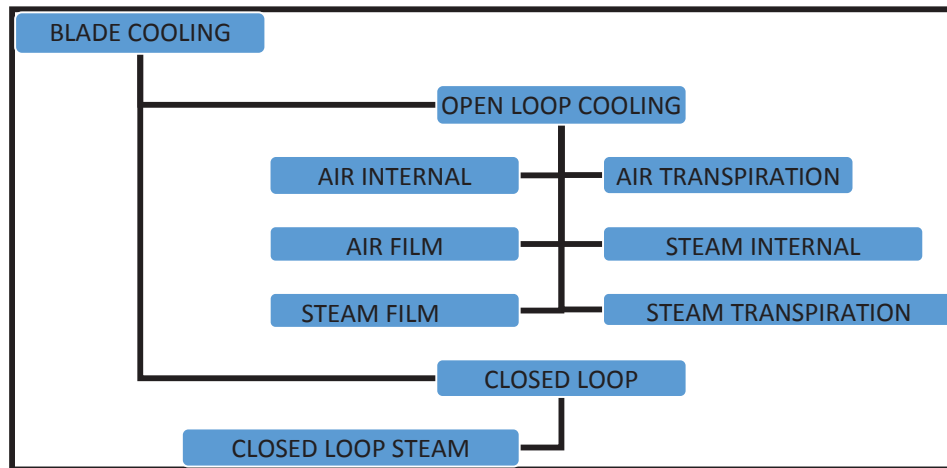 BLADE COOLING
OPEN LOOP COOLING
AIR INTERNAL
AIR TRANSPIRATION
AIR FILM
STEAM INTERNAL
STEAM FILM
STEAM TRANSPIRATION
CLOSED LOOP
CLOSED LOOP STEAM